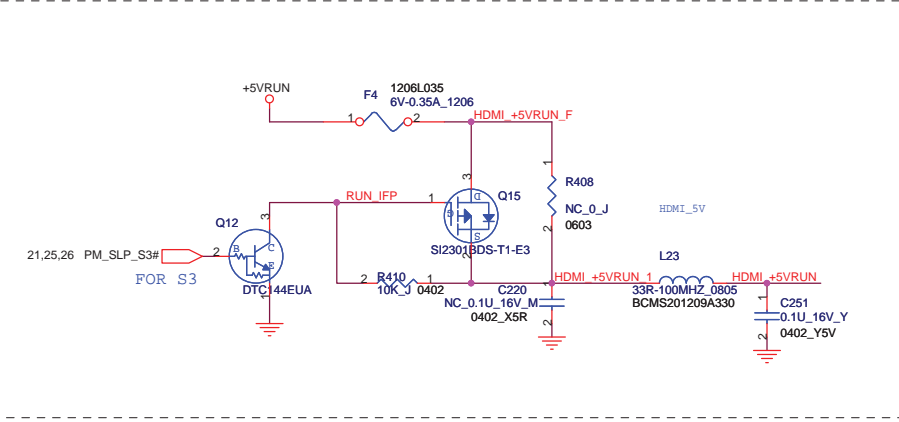 +5VRUN
F4
1206L035
6V-0.35A_1206
1
2
HDMI_+5VRUN_F
1
R408
NC_0_J
0603
2
3
D
Q15
G
S
SI2301BDS-T1-E3
2
RUN_IFP
1
HDMI_5V
Q12
3
21,25,26 PM_SLP_S3#
2
B
C
E
FOR S3
DTC144EUA
1
2
R410
1
10K_J
0402
C220
NC_0.1U_16V_M
0402_X5R
1
2
HDMI_+5VRUN_1
L23
33R-100MHZ_0805
BCMS201209A330
HDMI_+5VRUN
1
C251
0.1U_16V_Y
0402_Y5V
2